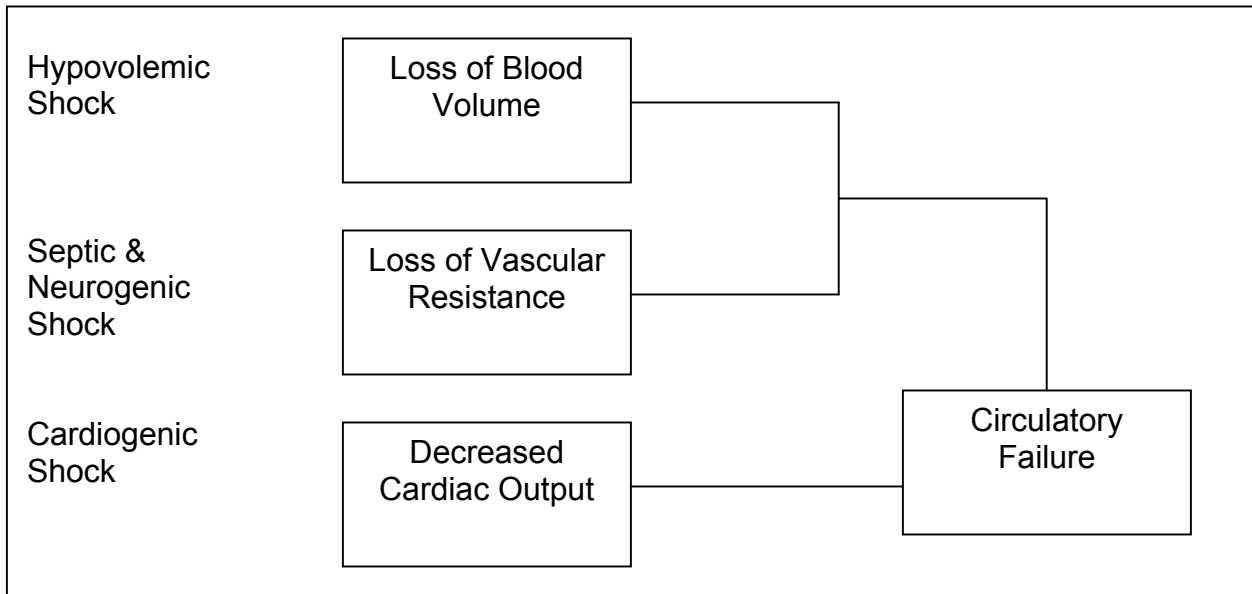 Hypovolemic
Shock
Loss of Blood
Volume
Septic &
Neurogenic
Shock
Loss of Vascular
Resistance
Cardiogenic
Shock
Decreased
Cardiac Output
Circulatory
Failure